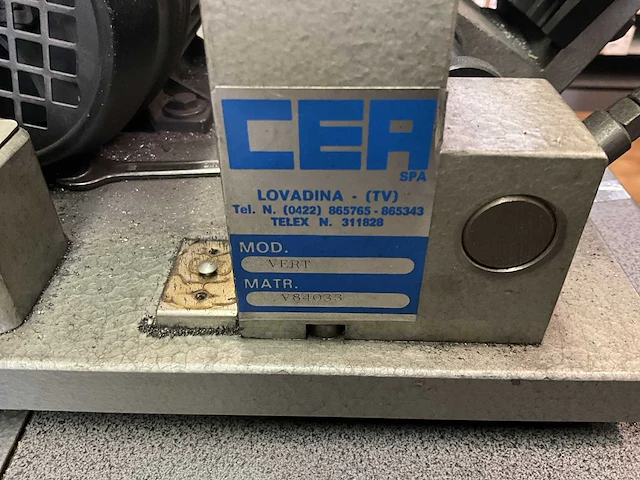 CEA
SPA
LOVADINA - (TV)
Tel. N. (0422) 865765 - 865343
TELEX N. 311828
MOD.
VERT
MATR.
V84033